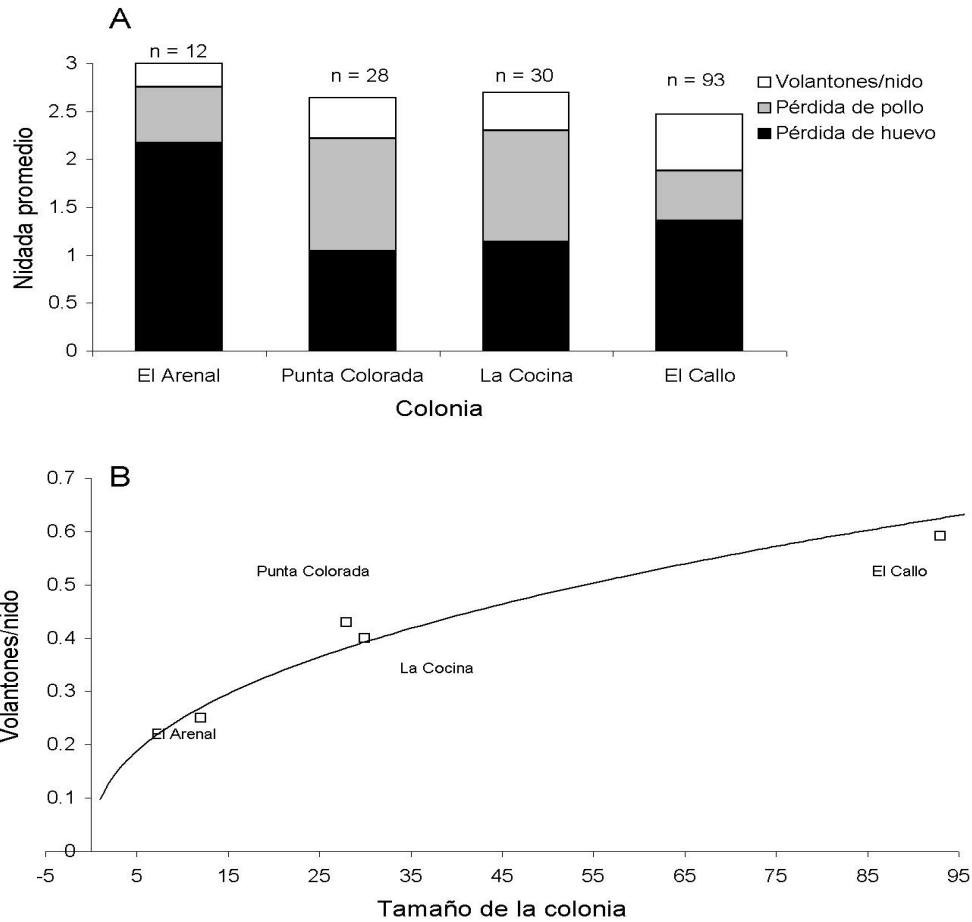 A
n = 12
n = 28
n = 30
n = 93
Volantones/nido
Pérdida de pollo
Pérdida de huevo
Nidada promedio
3
2.5
2
1.5
1
0.5
0
El Arenal
Punta Colorada
La Cocina
El Callo
Colonia
B
Volantones/nido
0.7
0.6
0.5
0.4
0.3
0.2
0.1
0
Punta Colorada
El Callo
La Cocina
El Arenal
-5
5
15
25
35
45
55
65
75
85
95
Tamaño de la colonia